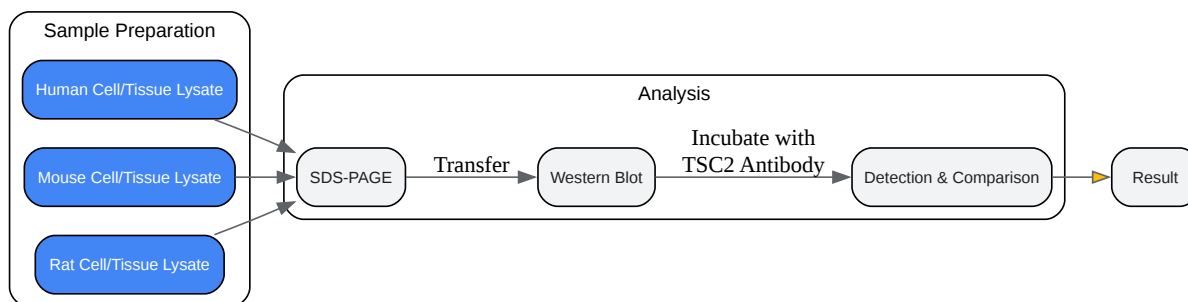 Sample Preparation
Human Cell/Tissue Lysate
Mouse Cell/Tissue Lysate
Rat Cell/Tissue Lysate
Analysis
SDS-PAGE
Transfer
Western Blot
Incubate with
TSC2 Antibody
Detection & Comparison
Result